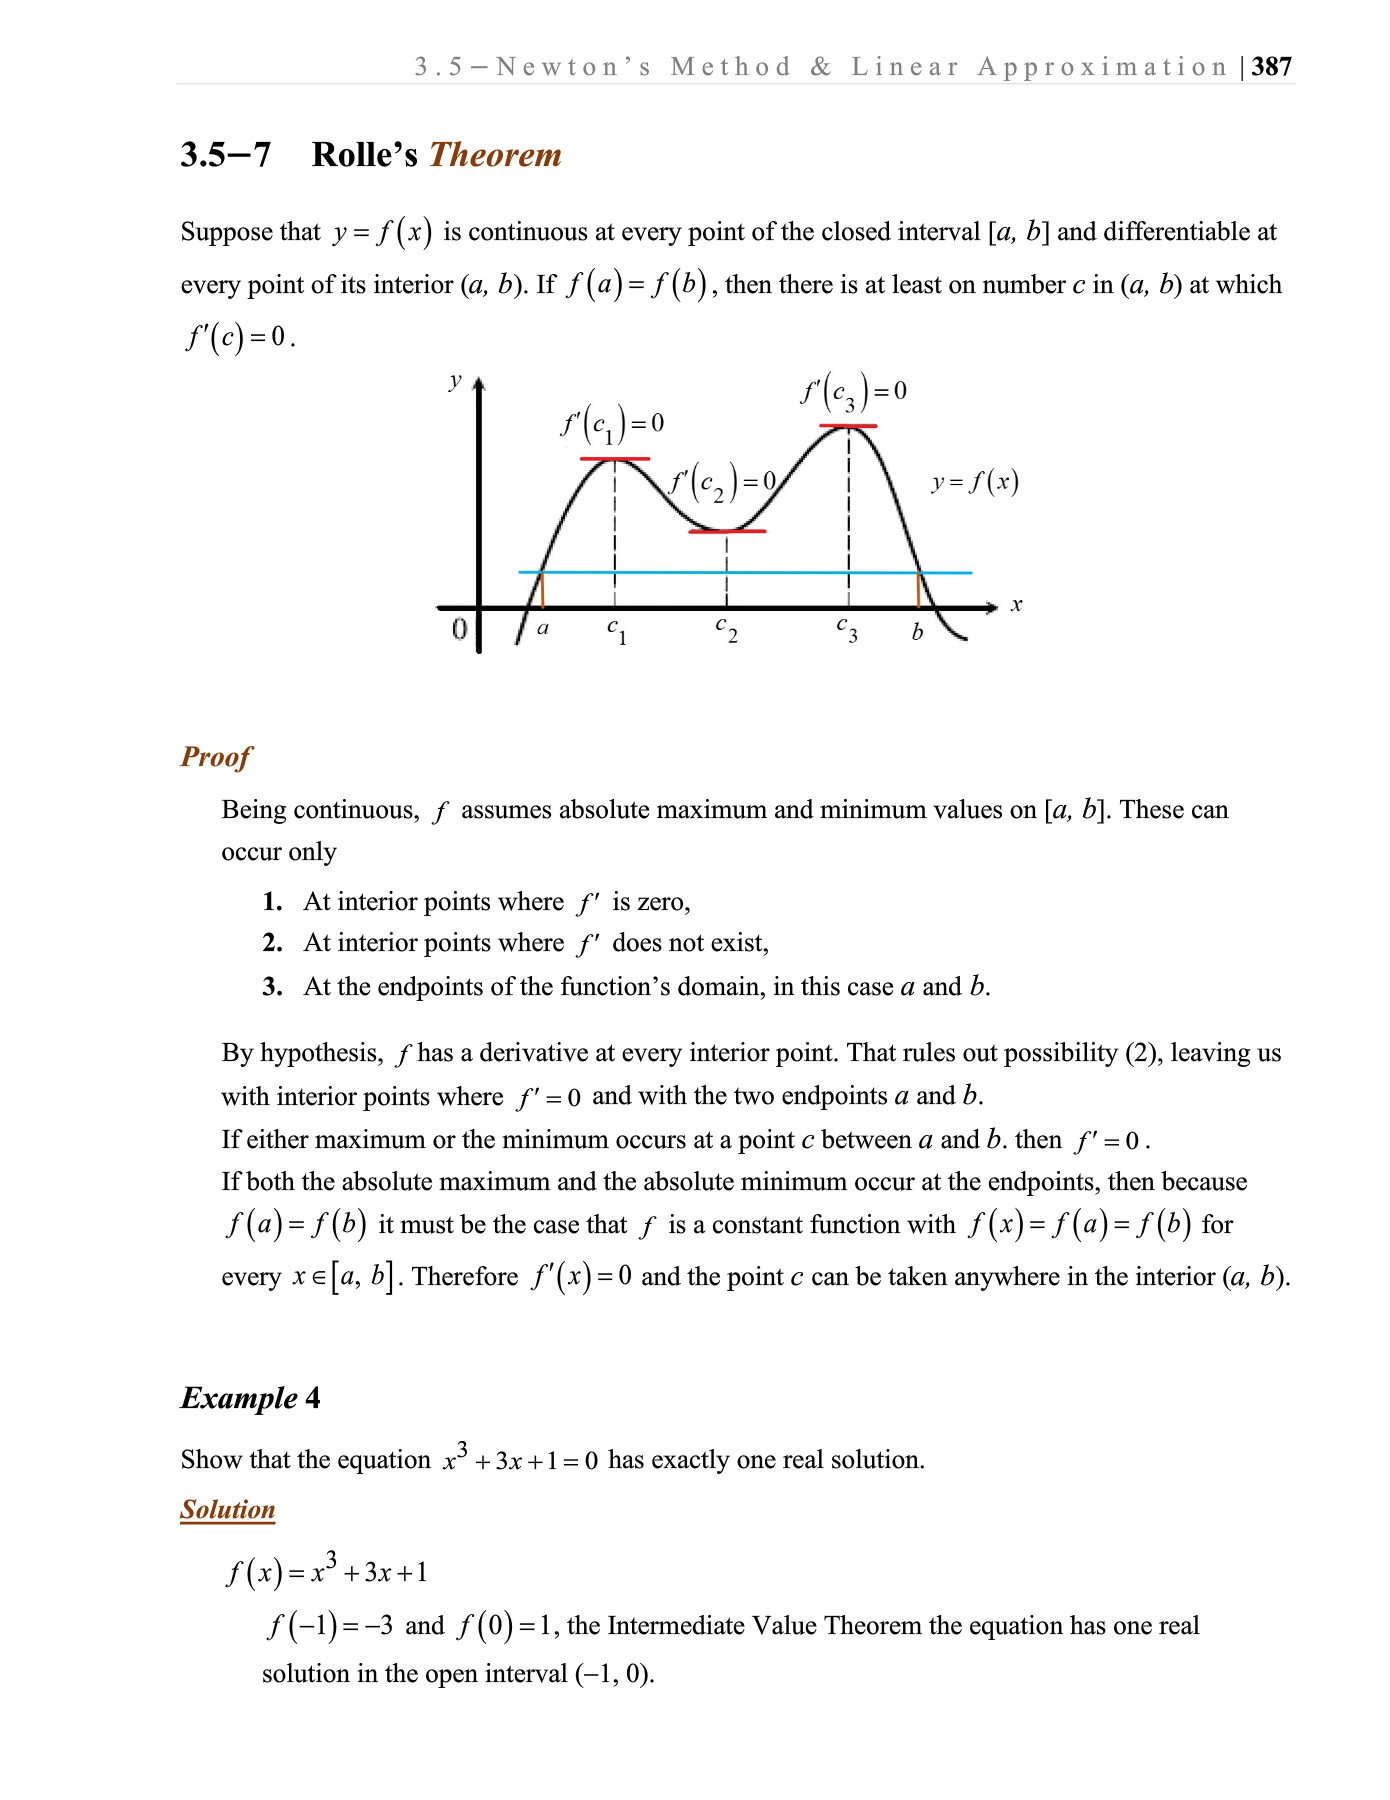 3.5 – Newton's Method & Linear Approximation | 387
3.5–7 Rolle's Theorem
Suppose that y = f(x) is continuous at every point of the closed interval [a, b] and differentiable at
every point of its interior (a, b). If f(a) = f(b), then there is at least on number c in (a, b) at which
f′(c) = 0.
y
f′(c₃) = 0
f′(c₁) = 0
f′(c₂) = 0
y = f(x)
x
0 a c₁ c₂ c₃ b
Proof
Being continuous, f assumes absolute maximum and minimum values on [a, b]. These can
occur only
1. At interior points where f′ is zero,
2. At interior points where f′ does not exist,
3. At the endpoints of the function's domain, in this case a and b.
By hypothesis, f has a derivative at every interior point. That rules out possibility (2), leaving us
with interior points where f′ = 0 and with the two endpoints a and b.
If either maximum or the minimum occurs at a point c between a and b. then f′ = 0.
If both the absolute maximum and the absolute minimum occur at the endpoints, then because
f(a) = f(b) it must be the case that f is a constant function with f(x) = f(a) = f(b) for
every x ∈ [a, b]. Therefore f′(x) = 0 and the point c can be taken anywhere in the interior (a, b).
Example 4
Show that the equation x³ + 3x + 1 = 0 has exactly one real solution.
Solution
f(x) = x³ + 3x + 1
f(−1) = −3 and f(0) = 1, the Intermediate Value Theorem the equation has one real
solution in the open interval (−1, 0).